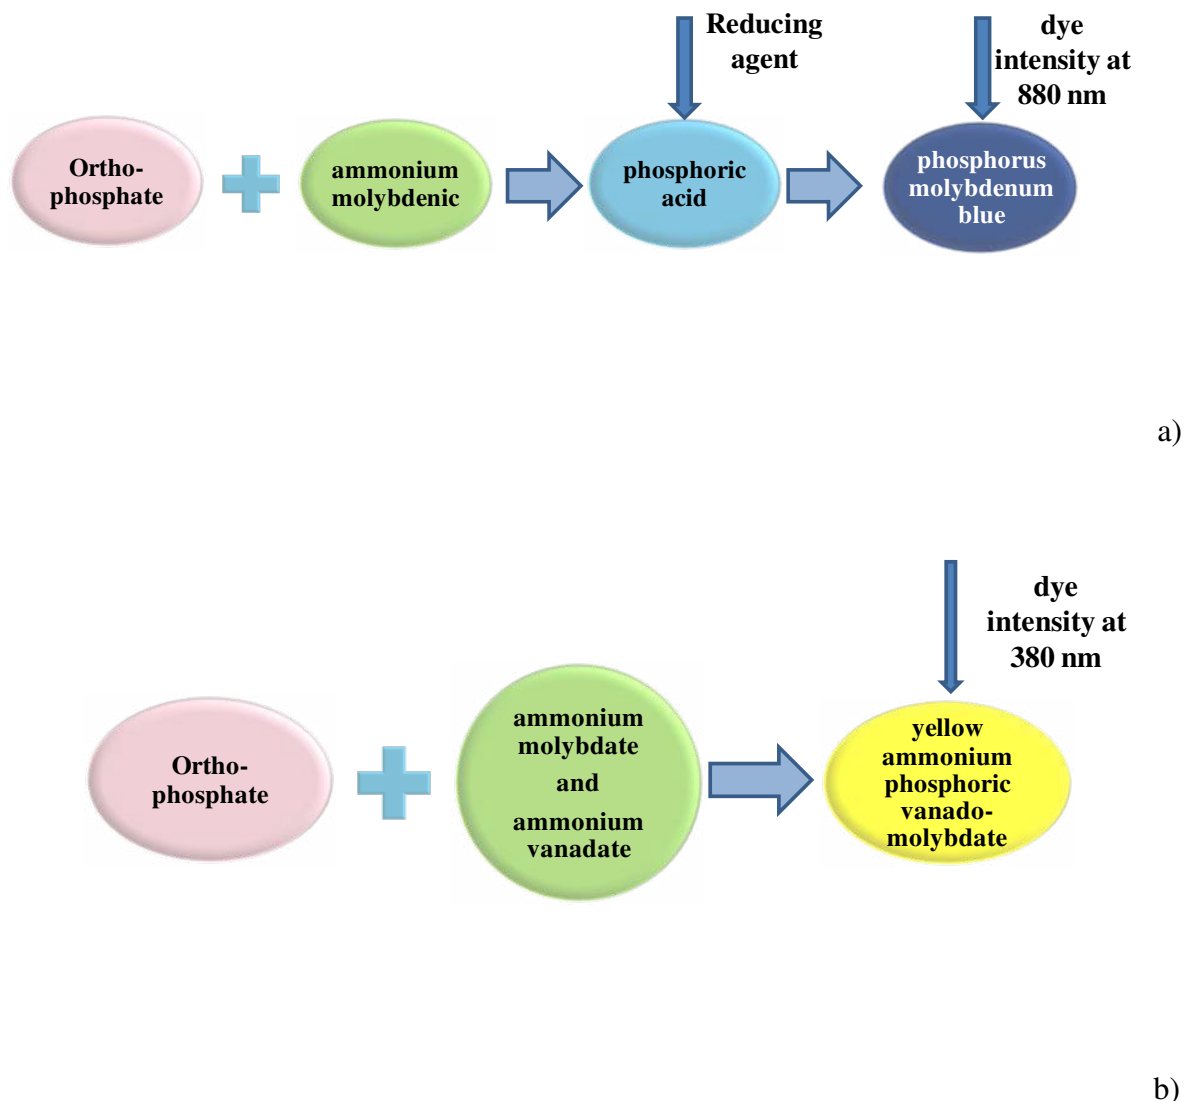 Reducing
agent
dye
intensity at
880 nm
Ortho-
phosphate
ammonium
molybdenic
phosphoric
acid
phosphorus
molybdenum
blue
a)
dye
intensity at
380 nm
Ortho-
phosphate
ammonium
molybdate
and
ammonium
vanadate
yellow
ammonium
phosphoric
vanado-
molybdate
b)